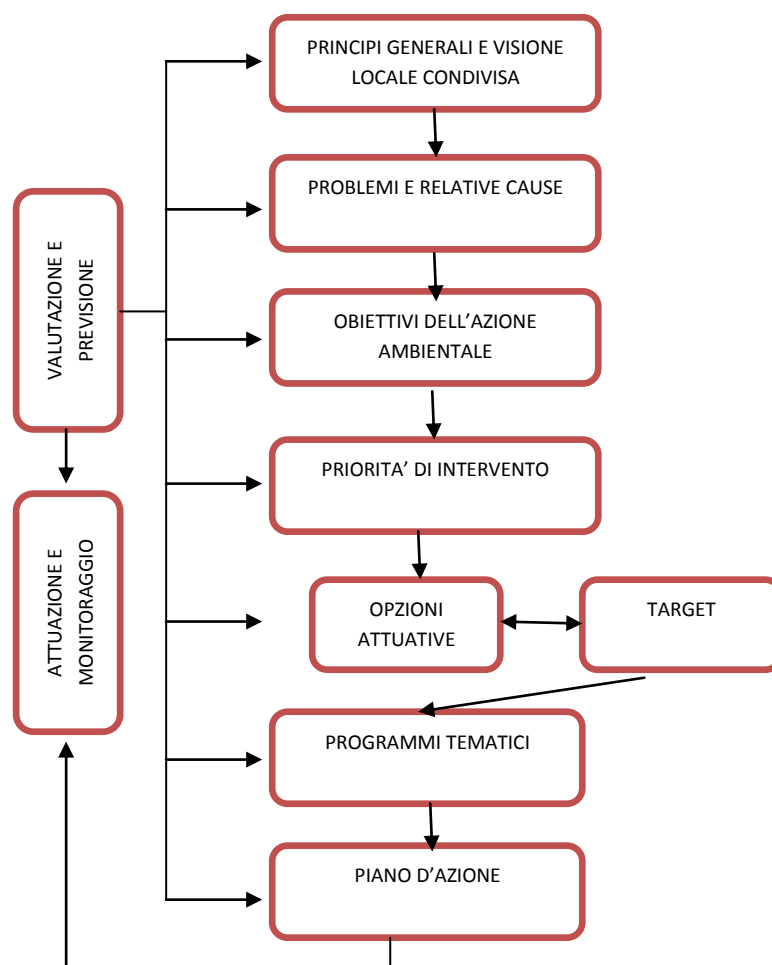 PRINCIPI GENERALI E VISIONE
LOCALE CONDIVISA
PROBLEMI E RELATIVE CAUSE
VALUTAZIONE E
PREVISIONE
OBIETTIVI DELL’AZIONE
AMBIENTALE
PRIORITA’ DI INTERVENTO
ATTUAZIONE E
MONITORAGGIO
OPZIONI
ATTUATIVE
TARGET
PROGRAMMI TEMATICI
PIANO D’AZIONE